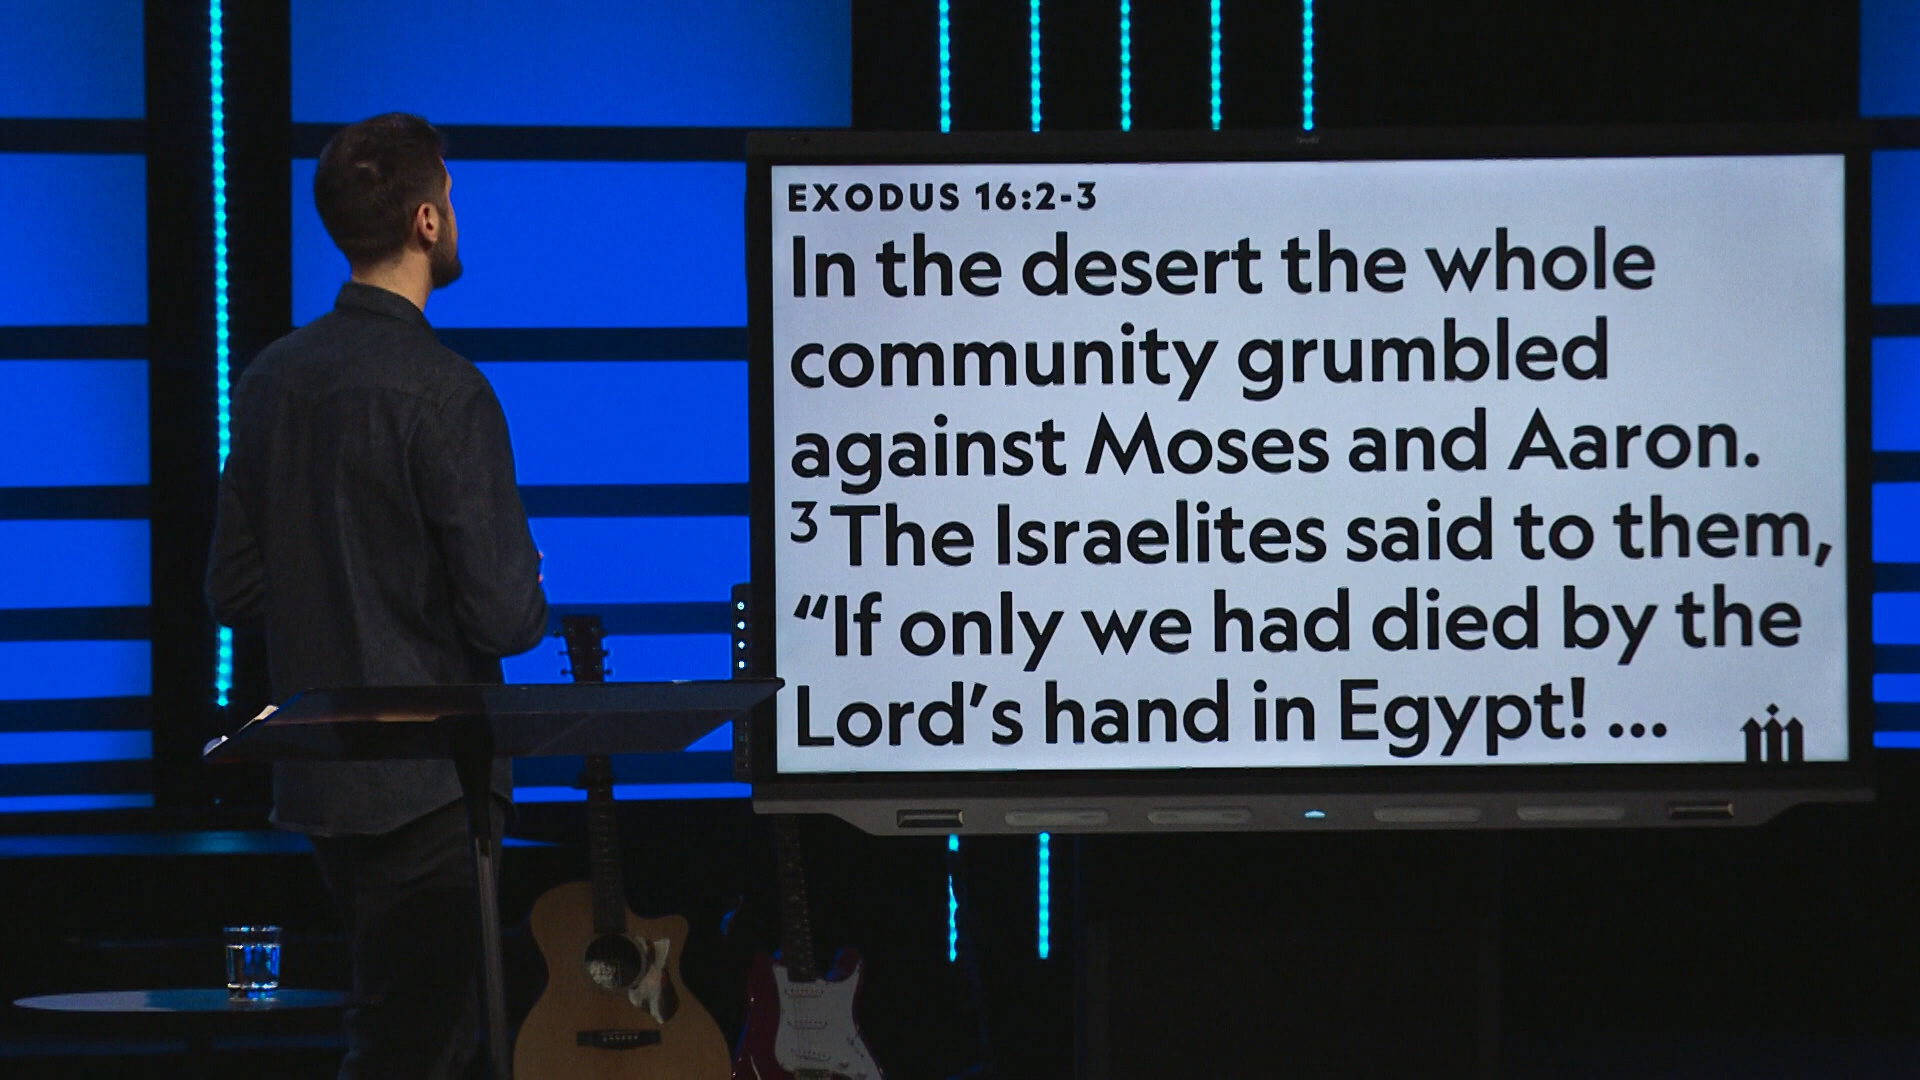 EXODUS 16:2-3
In the desert the whole
community grumbled
against Moses and Aaron.
³ The Israelites said to them,
“If only we had died by the
Lord’s hand in Egypt! ...